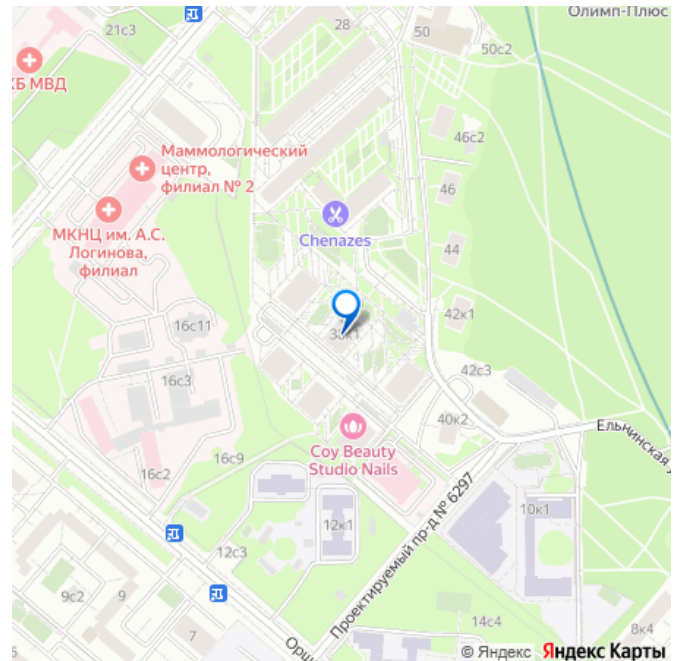 Олимп-Плюс
21с3
28
50
50с2
КБ МВД
46с2
Маммологический
центр,
филиал № 2
46
МКНЦ им. А.С.
Логинова,
филиал
Chenazes
44
42к1
16с11
16с3
42с3
40к2
Ельнинская
Coy Beauty
Studio Nails
16с2
16с9
Проектируемый пр-д № 6297
10к1
12к1
12с3
9с2
9
7
14с4
8к4
© Яндекс Яндекс Карты